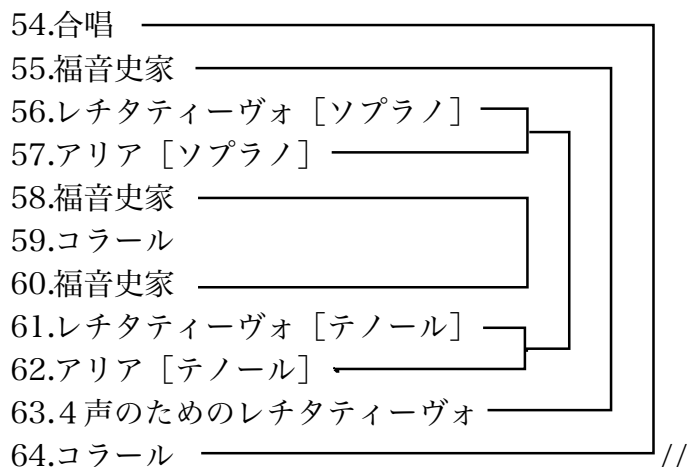 54.合唱
55.福音史家
56.レチタティーヴォ［ソプラノ］
57.アリア［ソプラノ］
58.福音史家
59.コラール
60.福音史家
61.レチタティーヴォ［テノール］
62.アリア［テノール］
63.４声のためのレチタティーヴォ
64.コラール //